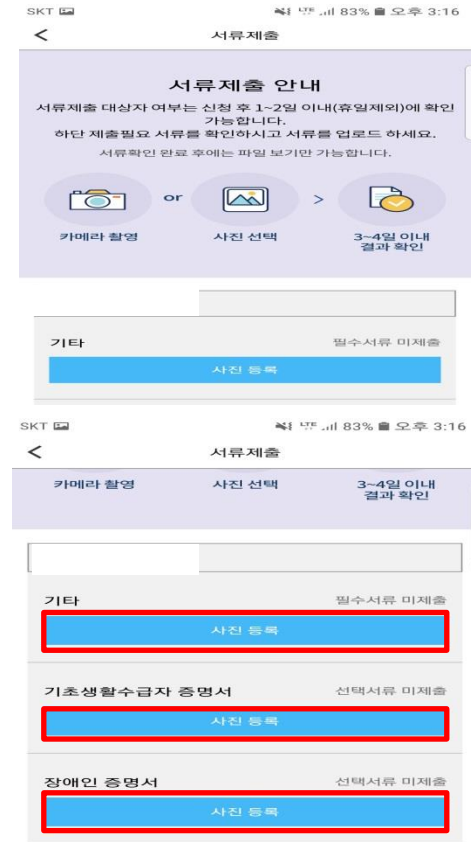 SKT LTE 83% 오후 3:16
< 서류제출
서류제출 안내
서류제출 대상자 여부는 신청 후 1~2일 이내(휴일제외)에 확인
가능합니다.
하단 제출필요 서류를 확인하시고 서류를 업로드 하세요.
서류확인 완료 후에는 파일 보기만 가능합니다.
or >
카메라 촬영 사진 선택 3~4일 이내
결과 확인
기타 필수서류 미제출
사진 등록
SKT LTE 83% 오후 3:16
< 서류제출
카메라 촬영 사진 선택 3~4일 이내
결과 확인
기타 필수서류 미제출
사진 등록
기초생활수급자 증명서 선택서류 미제출
사진 등록
장애인 증명서 선택서류 미제출
사진 등록